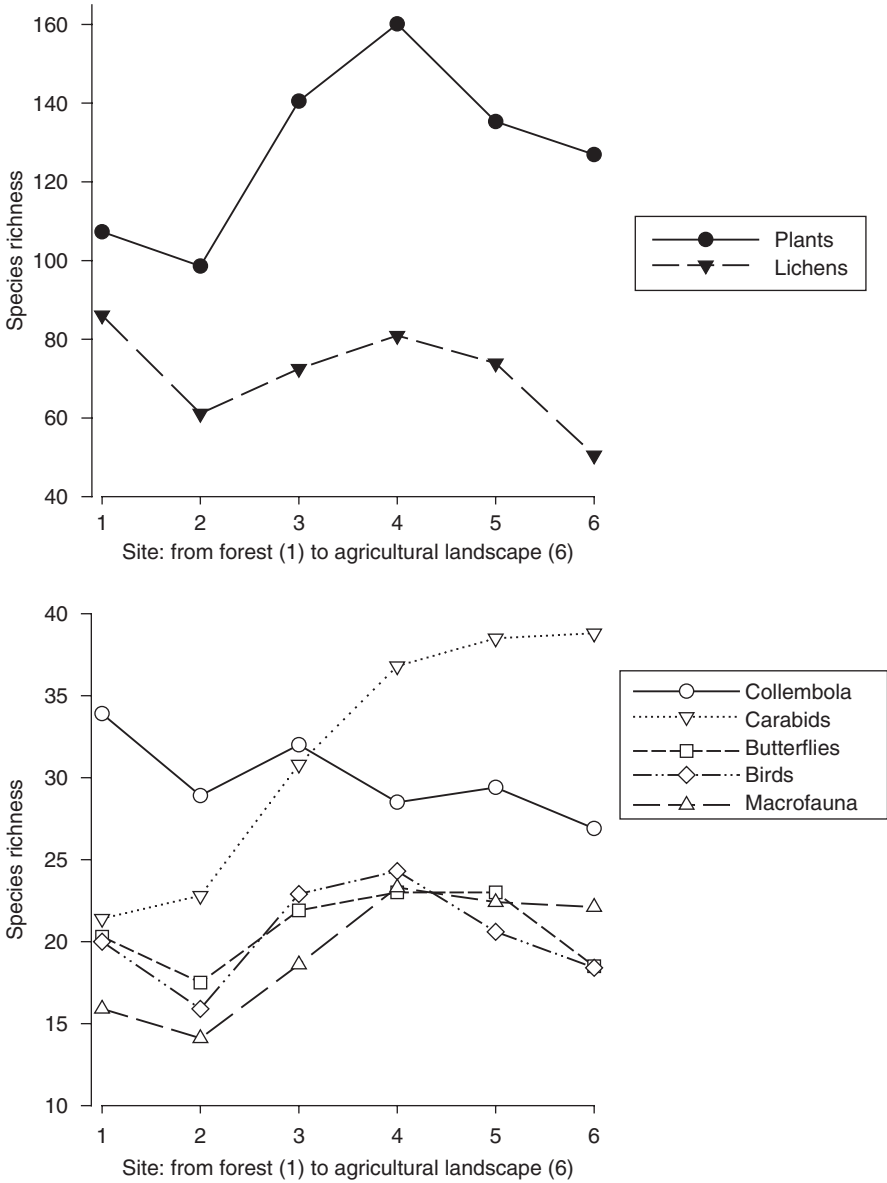 160
140
120
100
80
60
40
Species richness
1 2 3 4 5 6
Site: from forest (1) to agricultural landscape (6)
Plants
Lichens
40
35
30
25
20
15
10
Species richness
1 2 3 4 5 6
Site: from forest (1) to agricultural landscape (6)
Collembola
Carabids
Butterflies
Birds
Macrofauna